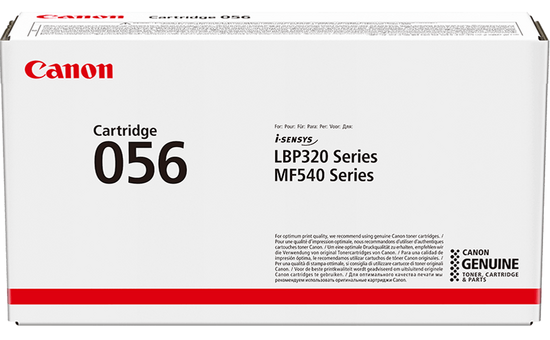 Canon Cartridge 056
Canon
Cartridge
056
For: / Pour: / Für: / Para: / Per: / Voor: / Для:
i-SENSYS
LBP320 Series
MF540 Series
For optimum print quality, we recommend using genuine Canon toner cartridges. /
Pour une qualité d'impression optimale, nous recommandons d'utiliser d'authentiques
cartouches toner Canon. / Um eine optimale Druckqualität zu erhalten, empfehlen wir
die Verwendung von original Tonercartridges von Canon. / Para una calidad de
impresión óptima, le recomendamos utilizar cartuchos de tóner Canon originales. /
Per una qualità di stampa ottimale, si consiglia di utilizzare cartucce di toner Canon
originali. / Voor de beste printkwaliteit wordt geadviseerd om uitsluitend originele
Canon cartridges te gebruiken. / Для достижения оптимального качества печати мы
рекомендуем использовать оригинальные картриджи Canon.
CANON
GENUINE
TONER, CARTRIDGE
& PARTS